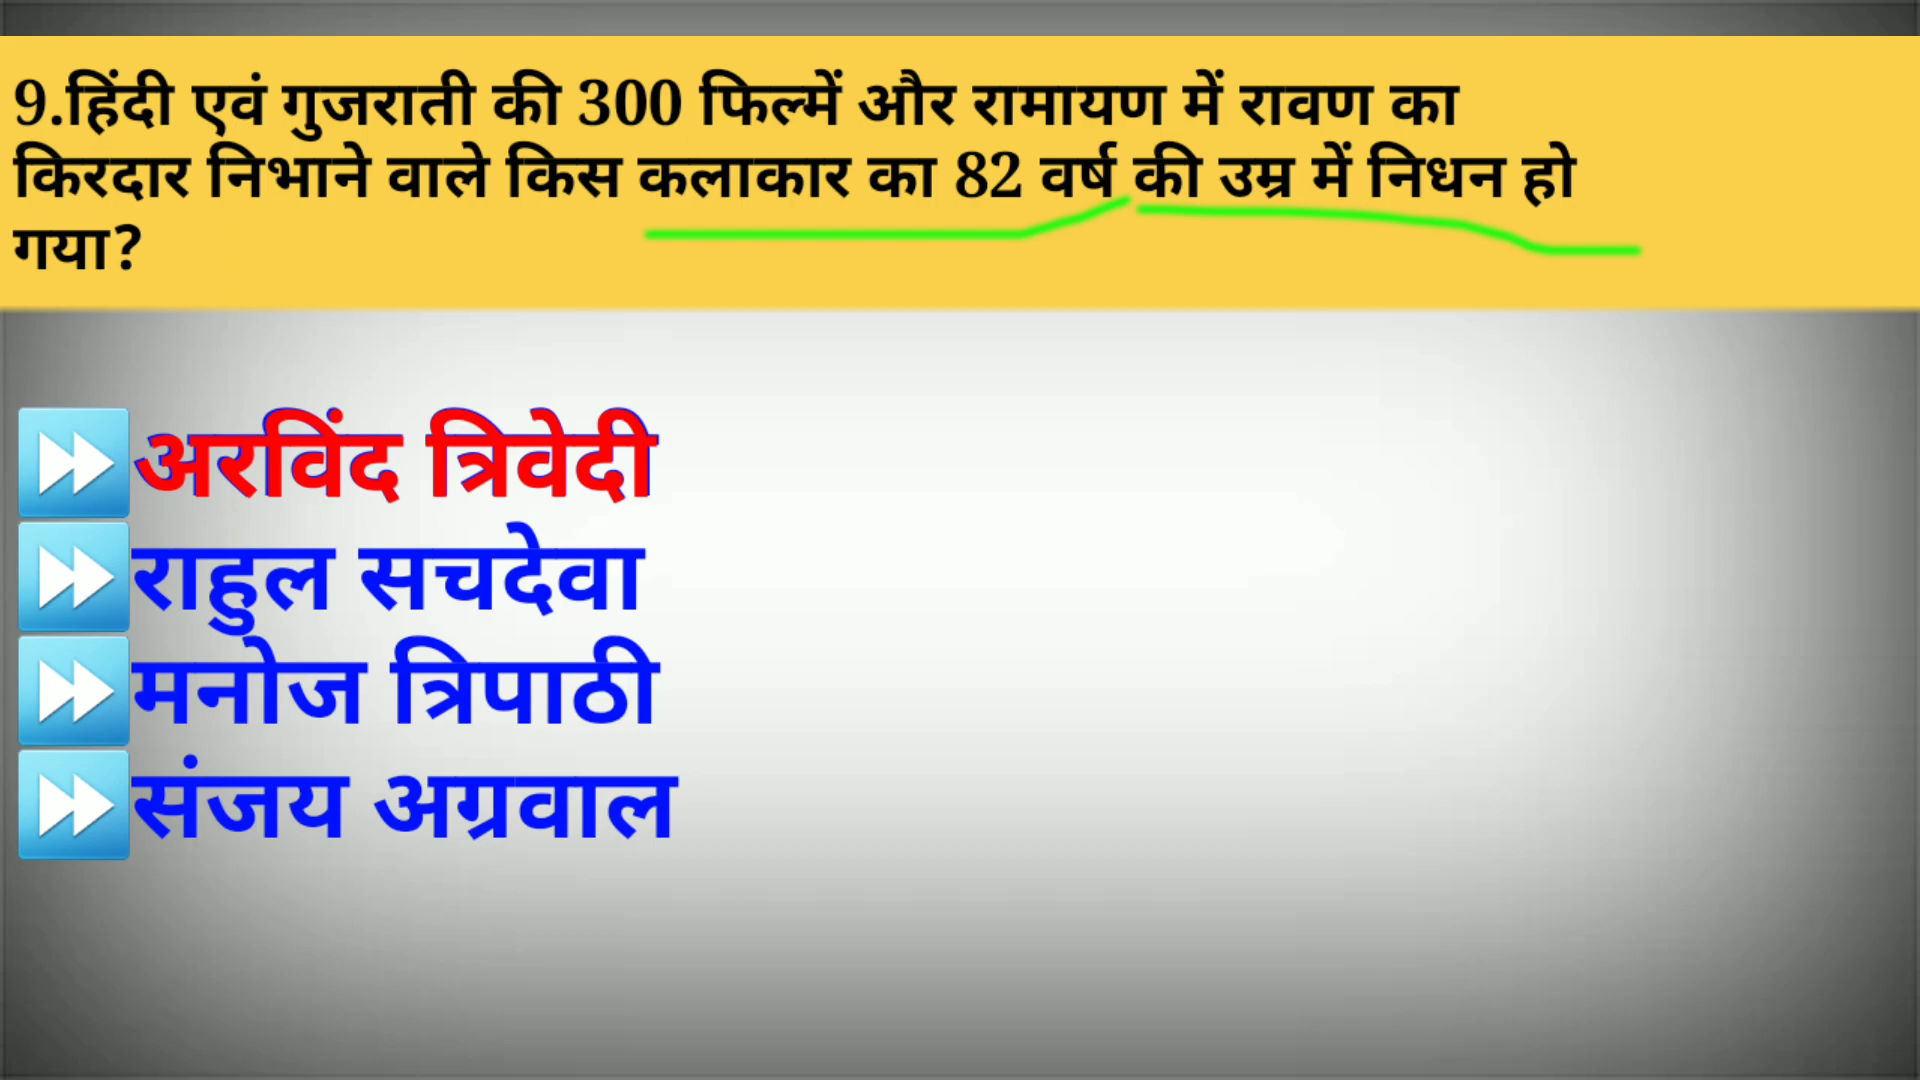 9.हिंदी एवं गुजराती की 300 फिल्में और रामायण में रावण का
किरदार निभाने वाले किस कलाकार का 82 वर्ष की उम्र में निधन हो
गया?
⏩अरविंद त्रिवेदी
⏩राहुल सचदेवा
⏩मनोज त्रिपाठी
⏩संजय अग्रवाल